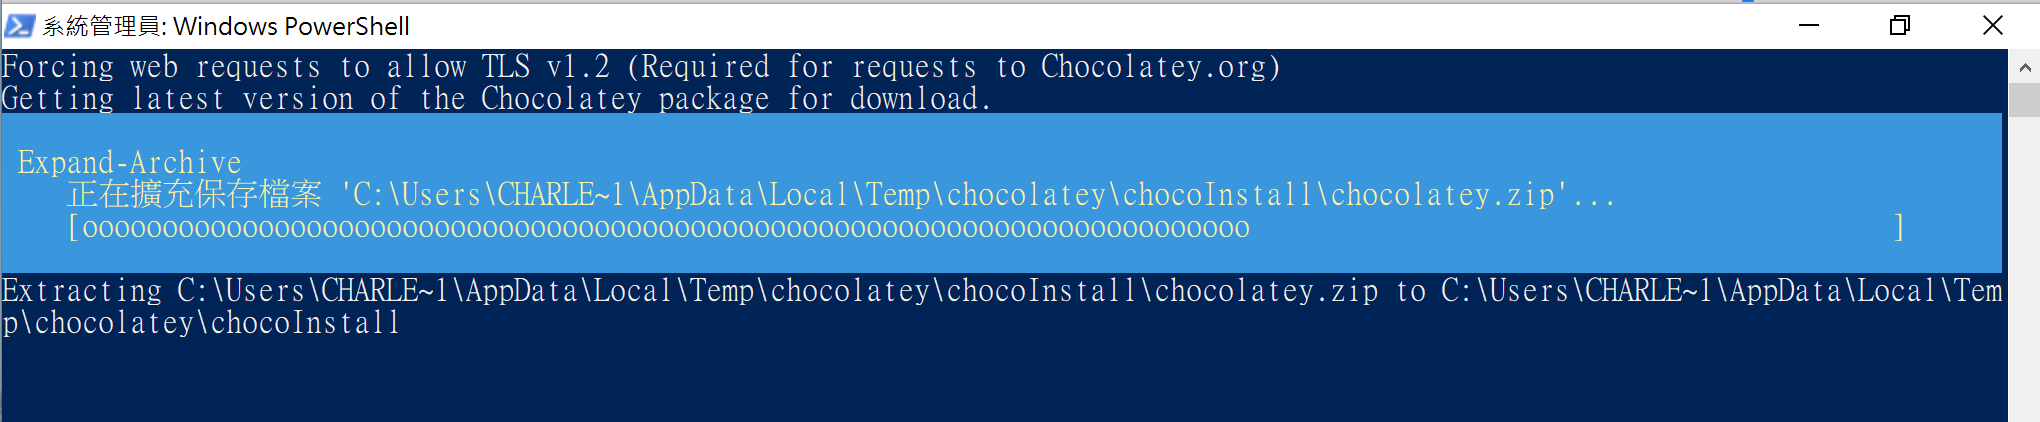 系統管理員: Windows PowerShell
Forcing web requests to allow TLS v1.2 (Required for requests to Chocolatey.org)
Getting latest version of the Chocolatey package for download.
Expand-Archive
正在擴充保存檔案 'C:\Users\CHARLE~1\AppData\Local\Temp\chocolatey\chocoInstall\chocolatey.zip'...
[ooooooooooooooooooooooooooooooooooooooooooooooooooooooooooooooooooooooooo                                        ]
Extracting C:\Users\CHARLE~1\AppData\Local\Temp\chocolatey\chocoInstall\chocolatey.zip to C:\Users\CHARLE~1\AppData\Local\Tem
p\chocolatey\chocoInstall